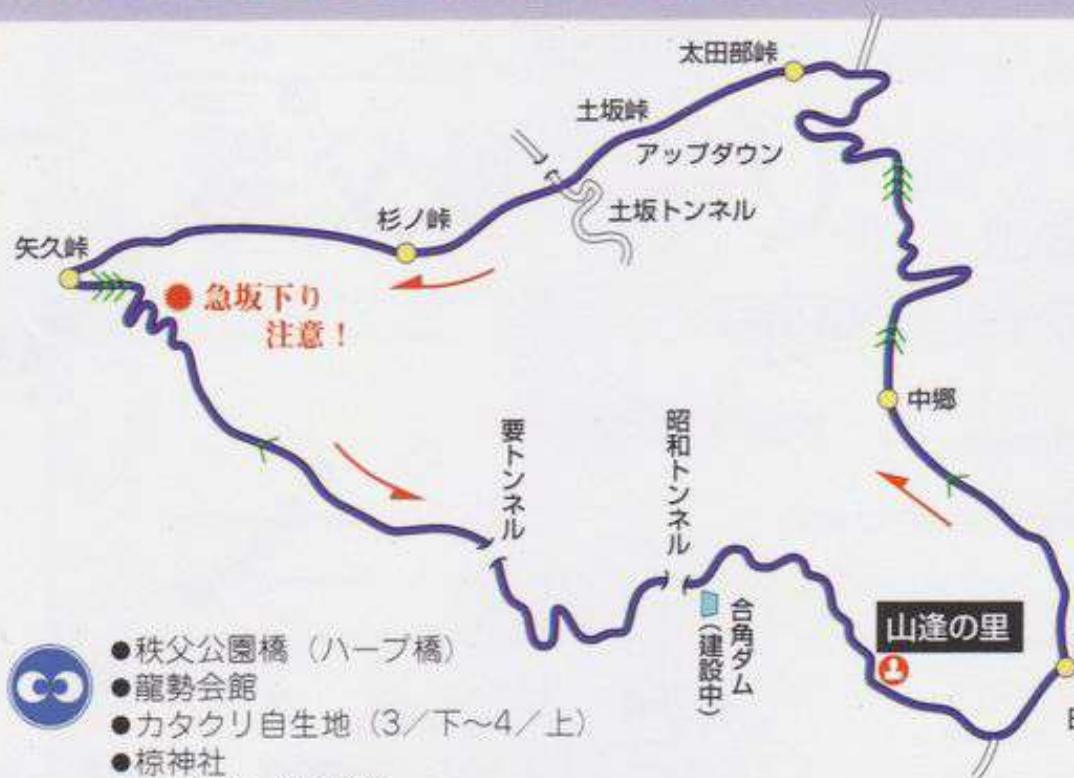 太田部峠
土坂峠
アップダウン
土坂トンネル
杉ノ峠
矢久峠
急坂下り
注意！
中郷
要トンネル
昭和トンネル
合角ダム
（建設中）
山逢の里
●秩父公園橋（ハープ橋）
●龍勢会館
●カタクリ自生地（3／下～4／上）
●椋神社